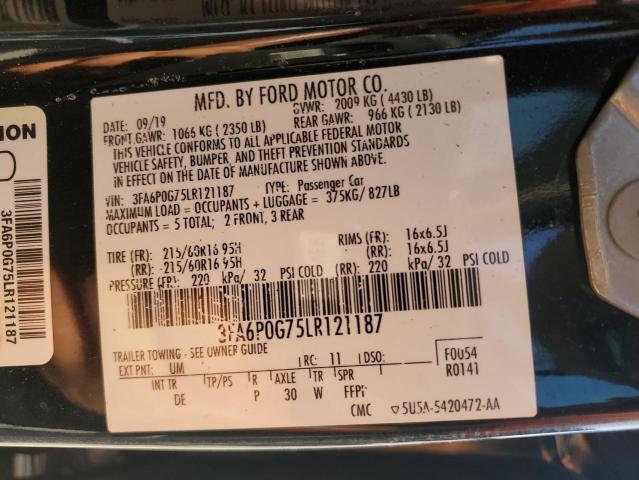 MFD. BY FORD MOTOR CO.
DATE: 09/19 GVWR: 2009 KG ( 4430 LB)
FRONT GAWR: 1066 KG ( 2350 LB) REAR GAWR: 966 KG ( 2130 LB)
THIS VEHICLE CONFORMS TO ALL APPLICABLE FEDERAL MOTOR
VEHICLE SAFETY, BUMPER, AND THEFT PREVENTION STANDARDS
IN EFFECT ON THE DATE OF MANUFACTURE SHOWN ABOVE.
VIN: 3FA6P0G75LR121187 TYPE: Passenger Car
MAXIMUM LOAD = OCCUPANTS + LUGGAGE = 375KG/ 827LB
OCCUPANTS = 5 TOTAL; 2 FRONT, 3 REAR
TIRE (FR): 215/60R16 95H RIMS (FR): 16x6.5J
(RR): 215/60R16 95H (RR): 16x6.5J
PRESSURE (FR): 220 kPa/ 32 PSI COLD (RR): 220 kPa/ 32 PSI COLD
3FA6P0G75LR121187
TRAILER TOWING - SEE OWNER GUIDE
EXT PNT: UM RC: 11 DSO: F0054
INT TR TP/PS R AXLE TR SPR R0141
DE P 30 W FFP:
CMC ▽5U5A-5420472-AA
ION
3FA6P0G75LR121187